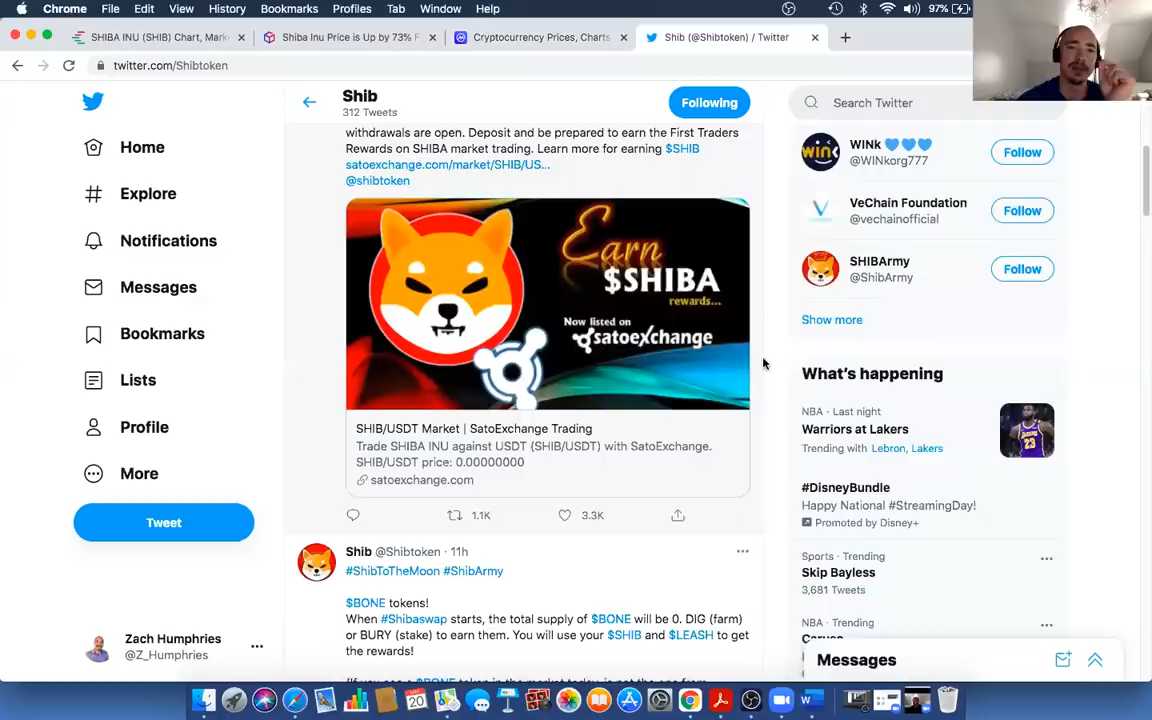 Chrome File Edit View History Bookmarks Profiles Tab Window Help
97%
SHIBA INU (SHIB) Chart, Mark
Shiba Inu Price is Up by 73% F
Cryptocurrency Prices, Charts
Shib (@Shibtoken) / Twitter
twitter.com/Shibtoken
Home
Explore
Notifications
Messages
Bookmarks
Lists
Profile
More
Tweet
Zach Humphries
@Z_Humphries
Shib
312 Tweets
Following
withdrawals are open. Deposit and be prepared to earn the First Traders
Rewards on SHIBA market trading. Learn more for earning $SHIB
satoexchange.com/market/SHIB/US...
@shibtoken
Earn
$SHIBA
rewards...
Now listed on
satoexchange
SHIB/USDT Market | SatoExchange Trading
Trade SHIBA INU against USDT (SHIB/USDT) with SatoExchange.
SHIB/USDT price: 0.00000000
satoexchange.com
1.1K
3.3K
Shib @Shibtoken · 11h
#ShibToTheMoon #ShibArmy
$BONE tokens!
When #Shibaswap starts, the total supply of $BONE will be 0. DIG (farm)
or BURY (stake) to earn them. You will use your $SHIB and $LEASH to get
the rewards!
Search Twitter
WIN
WINk 💙💙💙
@WINkorg777
Follow
VeChain Foundation
@vechainofficial
Follow
SHIBArmy
@ShibArmy
Follow
Show more
What's happening
NBA · Last night
Warriors at Lakers
Trending with Lebron, Lakers
23
#DisneyBundle
Happy National #StreamingDay!
Promoted by Disney+
Sports · Trending
Skip Bayless
3,681 Tweets
NBA · Trending
Messages
20